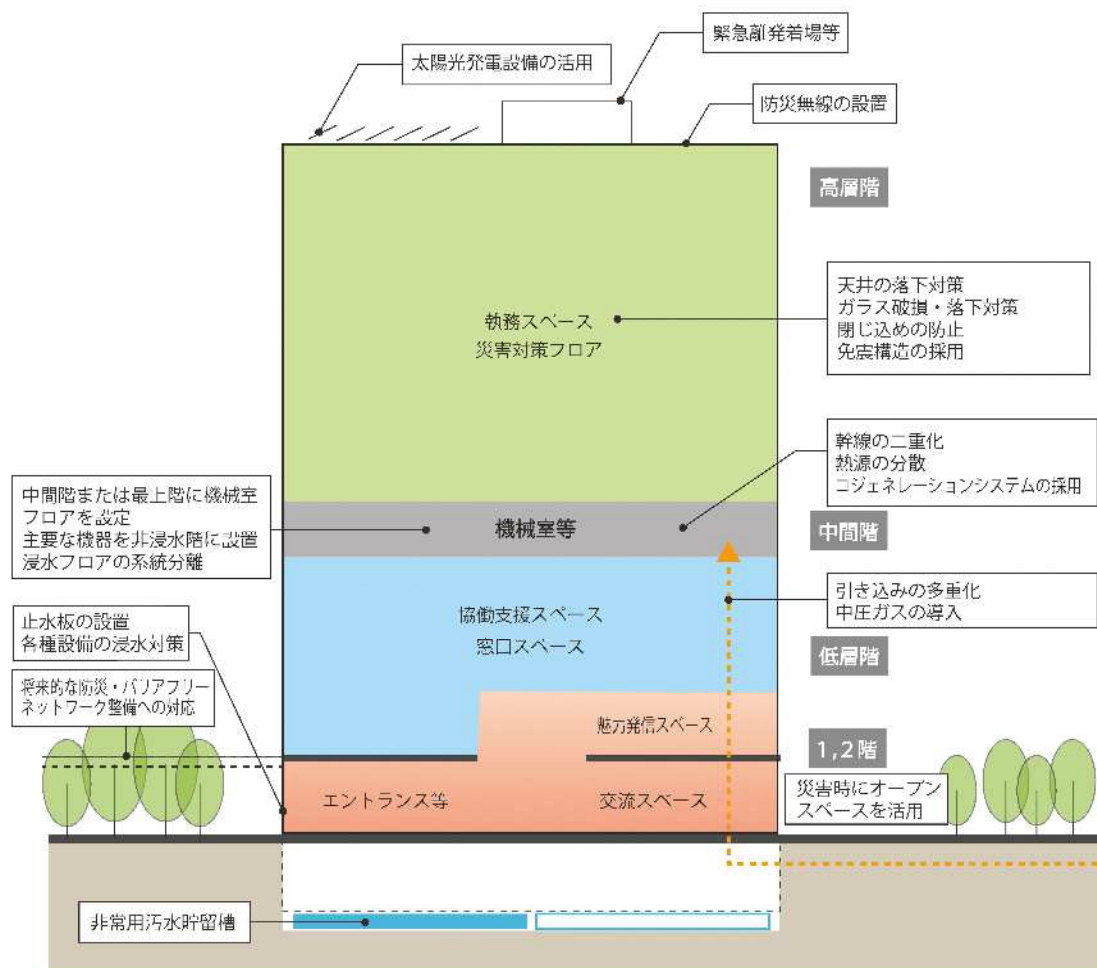 緊急離発着場等
太陽光発電設備の活用
防災無線の設置
高層階
天井の落下対策
ガラス破損・落下対策
閉じ込めの防止
免震構造の採用
執務スペース
災害対策フロア
幹線の二重化
熱源の分散
コジェネレーションシステムの採用
中間階または最上階に機械室
フロアを設定
主要な機器を非浸水階に設置
浸水フロアの系統分離
機械室等
中間階
引き込みの多重化
中圧ガスの導入
協働支援スペース
窓口スペース
低層階
止水板の設置
各種設備の浸水対策
将来的な防災・バリアフリー
ネットワーク整備への対応
魅力発信スペース
1,2階
災害時にオープン
スペースを活用
エントランス等
交流スペース
非常用汚水貯留槽